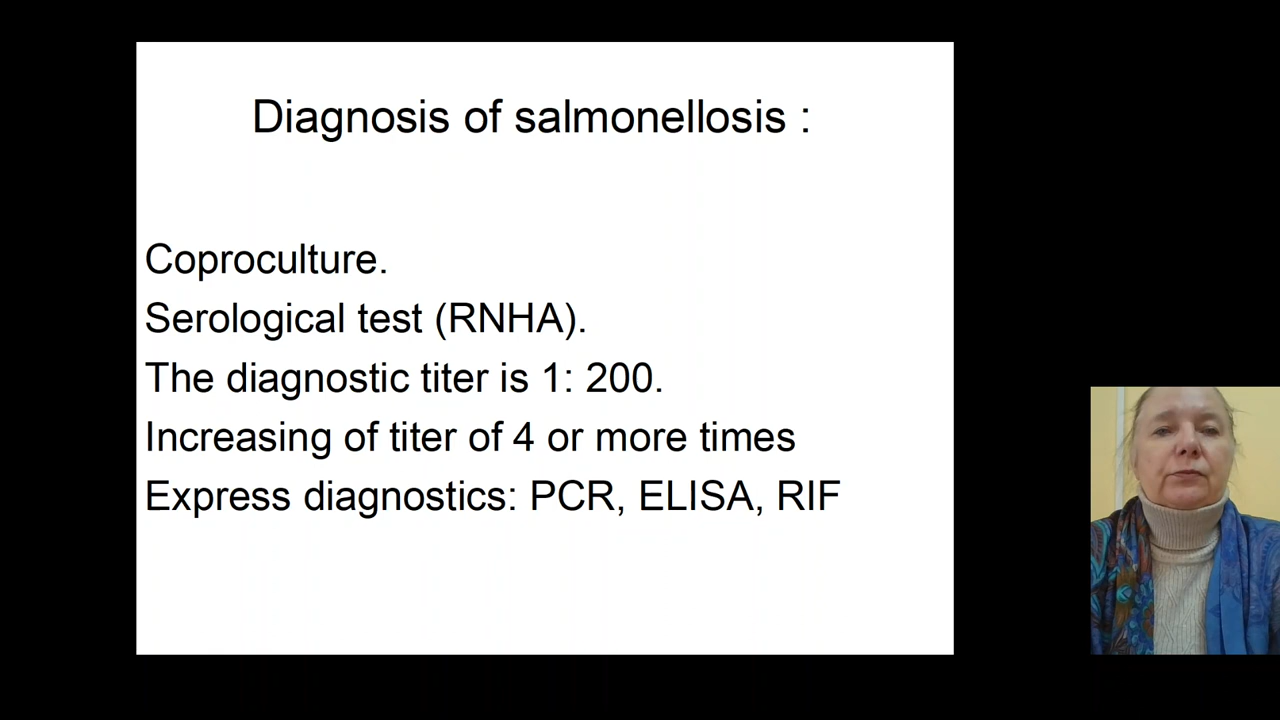 Diagnosis of salmonellosis :
Coproculture.
Serological test (RNHA).
The diagnostic titer is 1: 200.
Increasing of titer of 4 or more times
Express diagnostics: PCR, ELISA, RIF